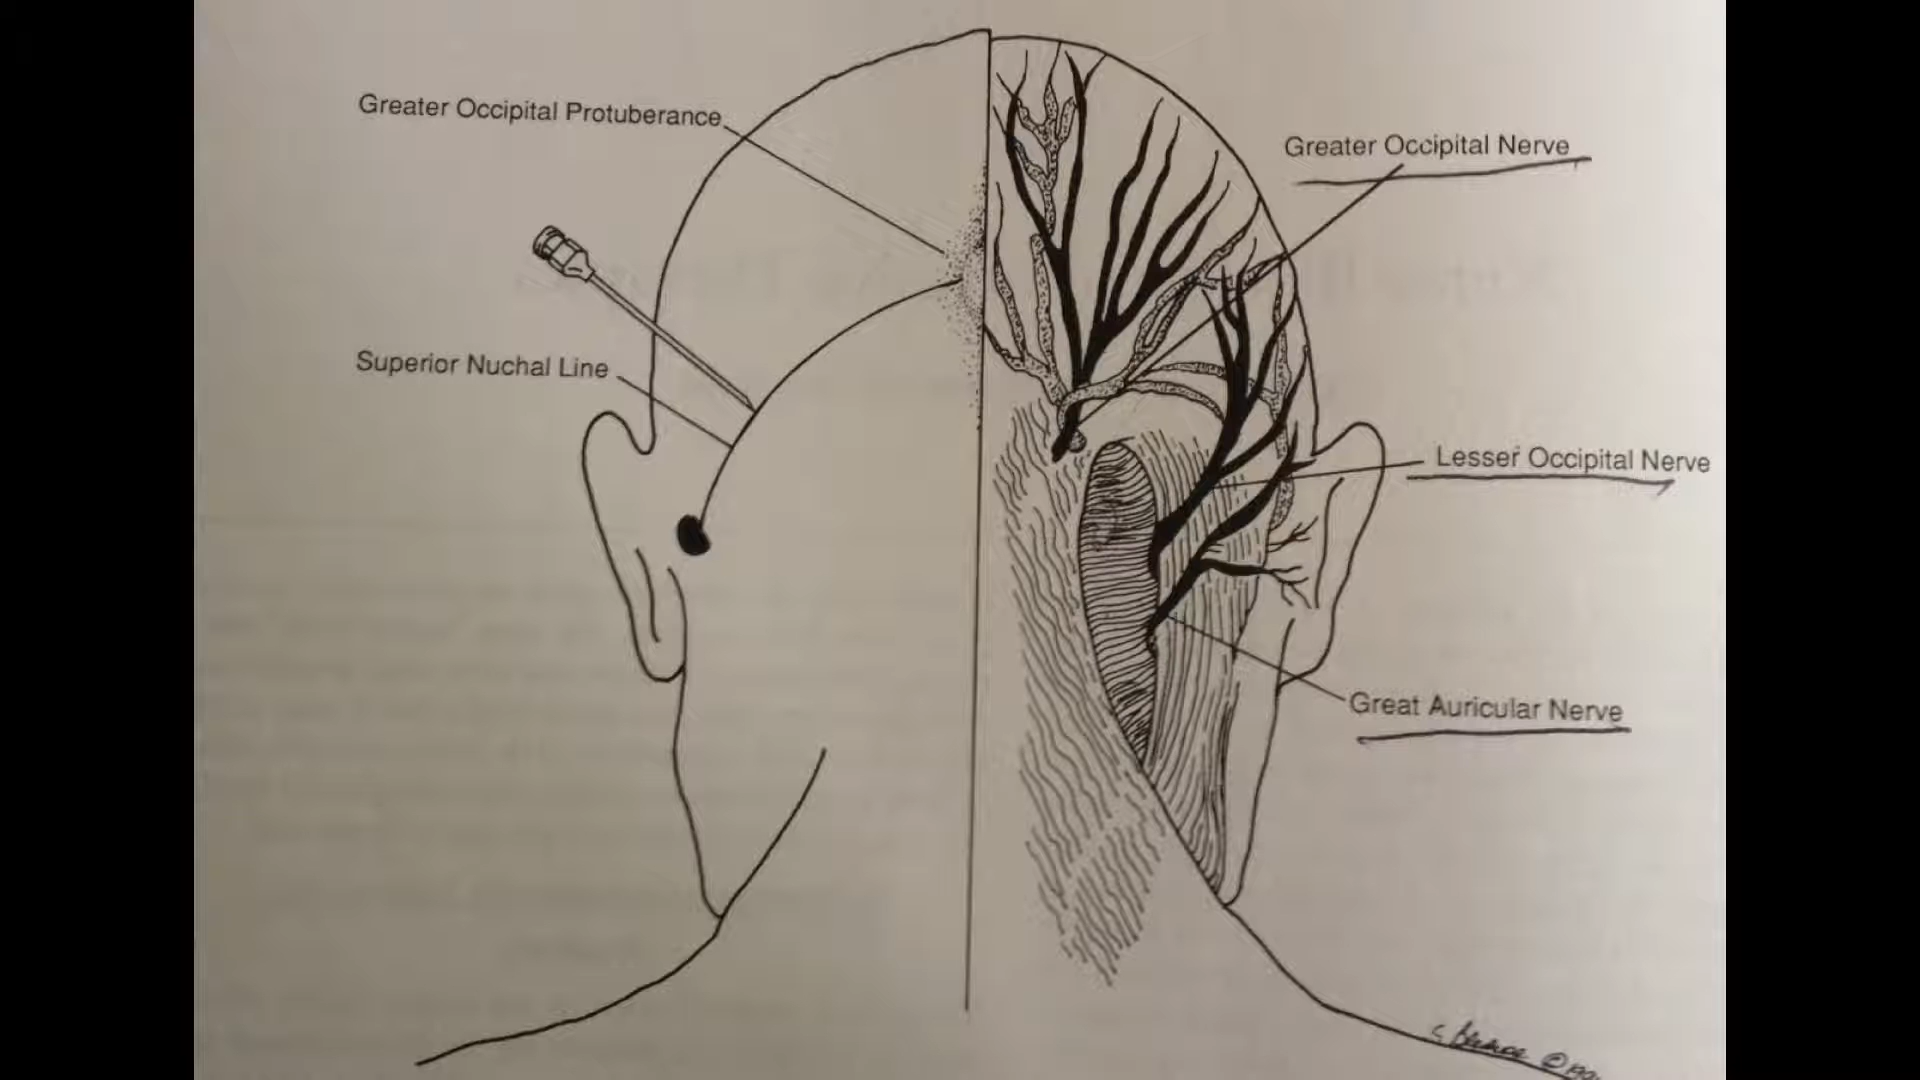 Greater Occipital Protuberance
Greater Occipital Nerve
Superior Nuchal Line
Lesser Occipital Nerve
Great Auricular Nerve